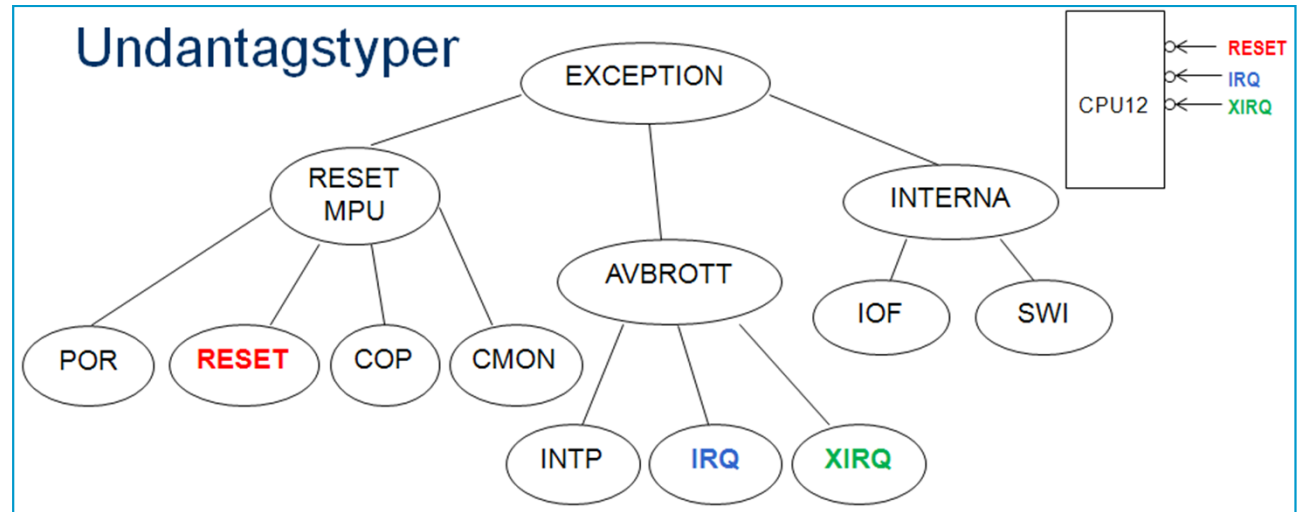 Undantagstyper
EXCEPTION
RESET
IRQ
XIRQ
CPU12
RESET
MPU
AVBROTT
INTERNA
POR
RESET
COP
CMON
IOF
SWI
INTP
IRQ
XIRQ